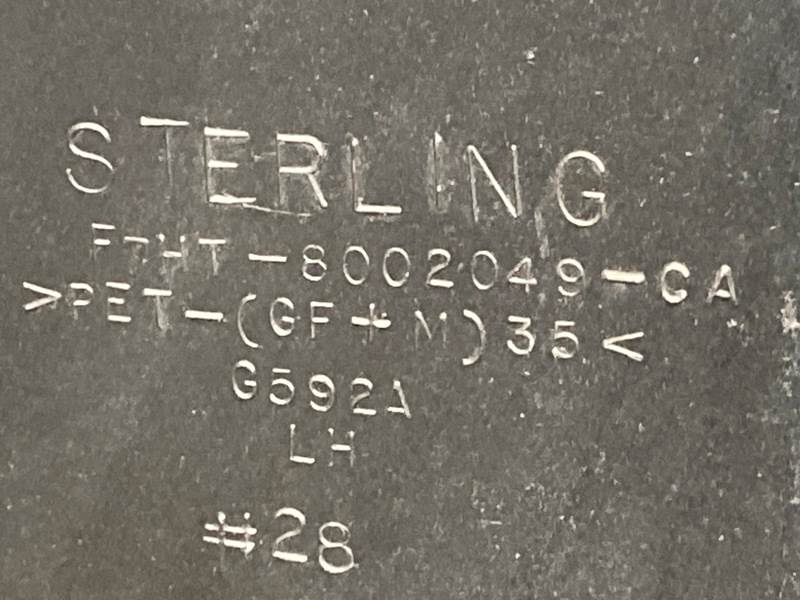 STERLING
F7HT-8002049-CA
>PET-(GF+M)35<
G592A
LH
#28